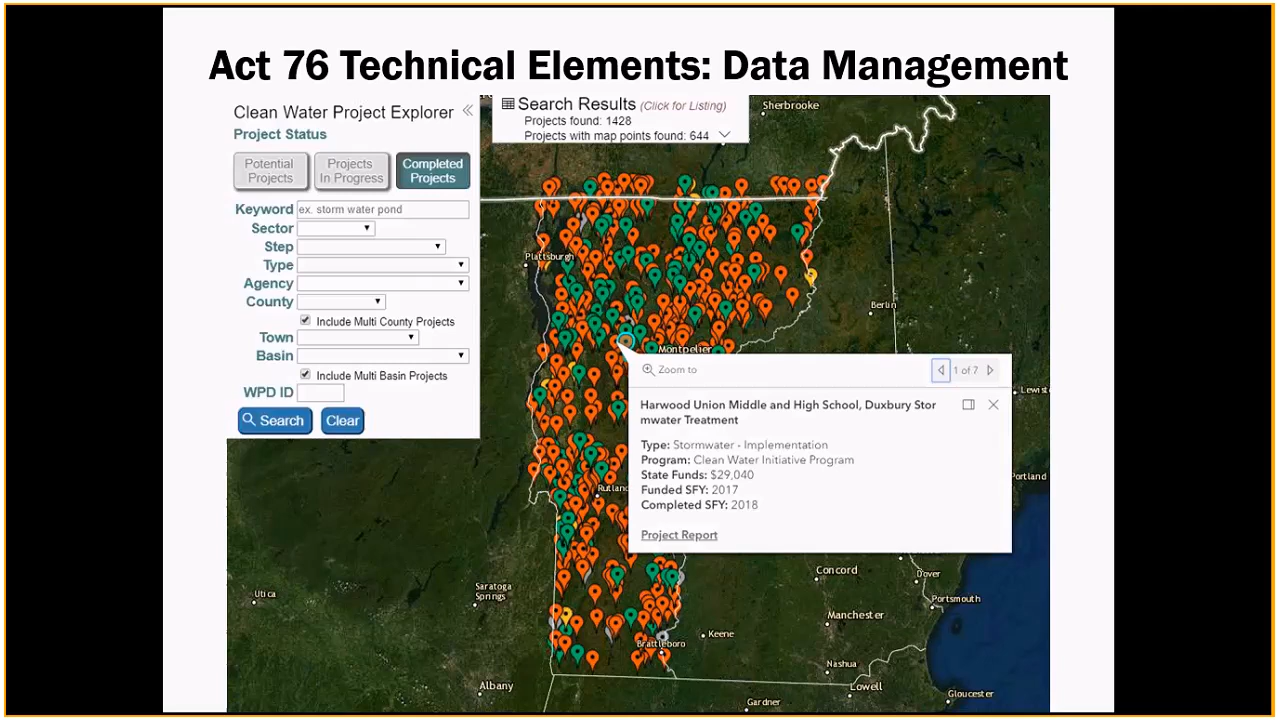 Act 76 Technical Elements: Data Management
Clean Water Project Explorer
Project Status
Potential Projects
Projects In Progress
Completed Projects
Keyword ex. storm water pond
Sector
Step
Type
Agency
County
Include Multi County Projects
Town
Basin
Include Multi Basin Projects
WPD ID
Search
Clear
Search Results (Click for Listing)
Projects found: 1428
Projects with map points found: 644
Sherbrooke
Plattsburgh
Berlin
Montpelier
Zoom to
1 of 7
Harwood Union Middle and High School, Duxbury Stor
mwater Treatment
Type: Stormwater - Implementation
Program: Clean Water Initiative Program
State Funds: $29,040
Funded SFY: 2017
Completed SFY: 2018
Project Report
Lewist
Portland
Rutlan
Concord
Dover
Portsmouth
Utica
Saratoga
Springs
Manchester
Keene
Brattleboro
Nashua
Albany
Lowell
Gloucester
Gardner